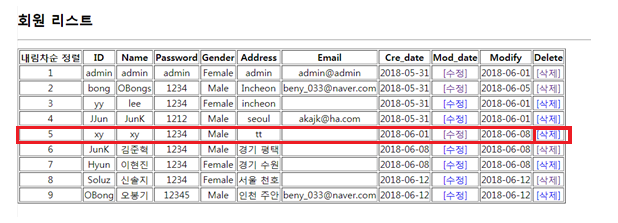 회원 리스트
내림차순 정렬 ID Name Password Gender Address Email Cre_date Mod_date Modify Delete
1 admin admin admin Female admin admin@admin 2018-05-31 [수정] 2018-06-01 [삭제]
2 bong OBongs 1234 Male Incheon beny_033@naver.com 2018-05-31 [수정] 2018-06-05 [삭제]
3 yy lee 1234 Female incheon 2018-05-31 [수정] 2018-06-01 [삭제]
4 JJun JunK 1212 Male seoul akajk@ha.com 2018-05-31 [수정] 2018-06-01 [삭제]
5 xy xy 1234 Male tt 2018-06-01 [수정] 2018-06-08 [삭제]
6 JunK 김준혁 1234 Male 경기 평택 2018-06-08 [수정] 2018-06-08 [삭제]
7 Hyun 이현진 1234 Female 경기 수원 2018-06-08 [수정] 2018-06-08 [삭제]
8 Soluz 신솔지 1234 Female 서울 천호 2018-06-12 [수정] 2018-06-12 [삭제]
9 OBong 오봉기 12345 Male 인천 주안 beny_033@naver.com 2018-06-12 [수정] 2018-06-12 [삭제]